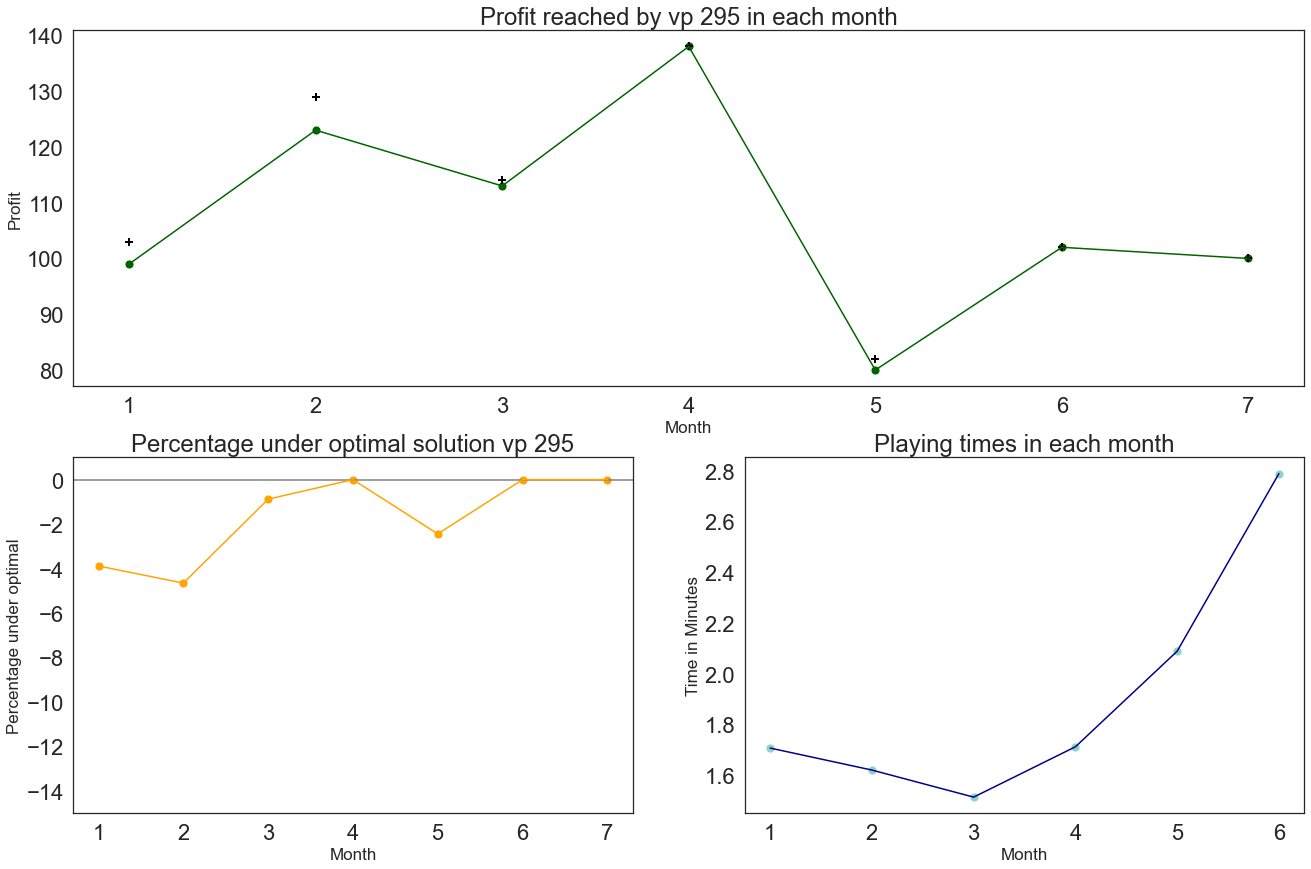 Profit reached by vp 295 in each month
140
130
120
110
100
90
80
Profit
1 2 3 4 5 6 7
Month
Percentage under optimal solution vp 295
0
−2
−4
−6
−8
−10
−12
−14
Percentage under optimal
1 2 3 4 5 6 7
Month
Playing times in each month
2.8
2.6
2.4
2.2
2.0
1.8
1.6
Time in Minutes
1 2 3 4 5 6
Month